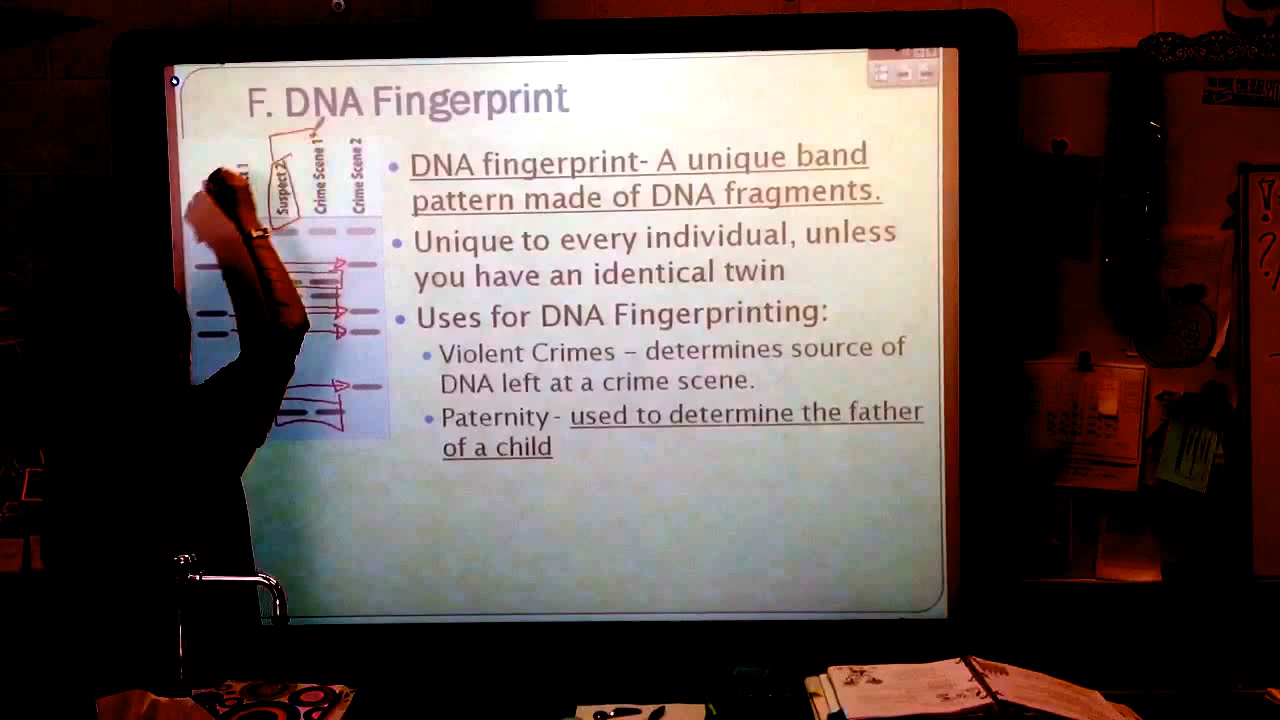 F. DNA Fingerprint
Suspect 2
Crime Scene 1
Crime Scene 2
• DNA fingerprint- A unique band
pattern made of DNA fragments.
• Unique to every individual, unless
you have an identical twin
• Uses for DNA Fingerprinting:
• Violent Crimes – determines source of
DNA left at a crime scene.
• Paternity- used to determine the father
of a child